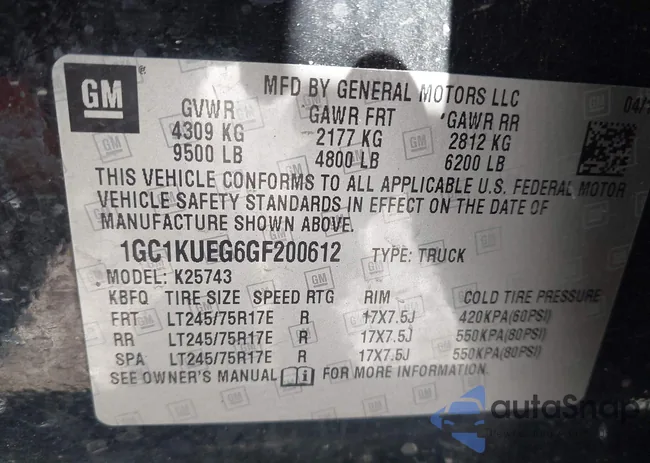 GM
MFD BY GENERAL MOTORS LLC
04/
GVWR GAWR FRT GAWR RR
4309 KG 2177 KG 2812 KG
9500 LB 4800 LB 6200 LB
THIS VEHICLE CONFORMS TO ALL APPLICABLE U.S. FEDERAL MOTOR
VEHICLE SAFETY STANDARDS IN EFFECT ON THE DATE OF
MANUFACTURE SHOWN ABOVE.
1GC1KUEG6GF200612 TYPE: TRUCK
MODEL: K25743
KBFQ TIRE SIZE SPEED RTG RIM COLD TIRE PRESSURE
FRT LT245/75R17E R 17X7.5J 420KPA(60PSI)
RR LT245/75R17E R 17X7.5J 550KPA(80PSI)
SPA LT245/75R17E R 17X7.5J 550KPA(80PSI)
SEE OWNER'S MANUAL FOR MORE INFORMATION.
autoSnap